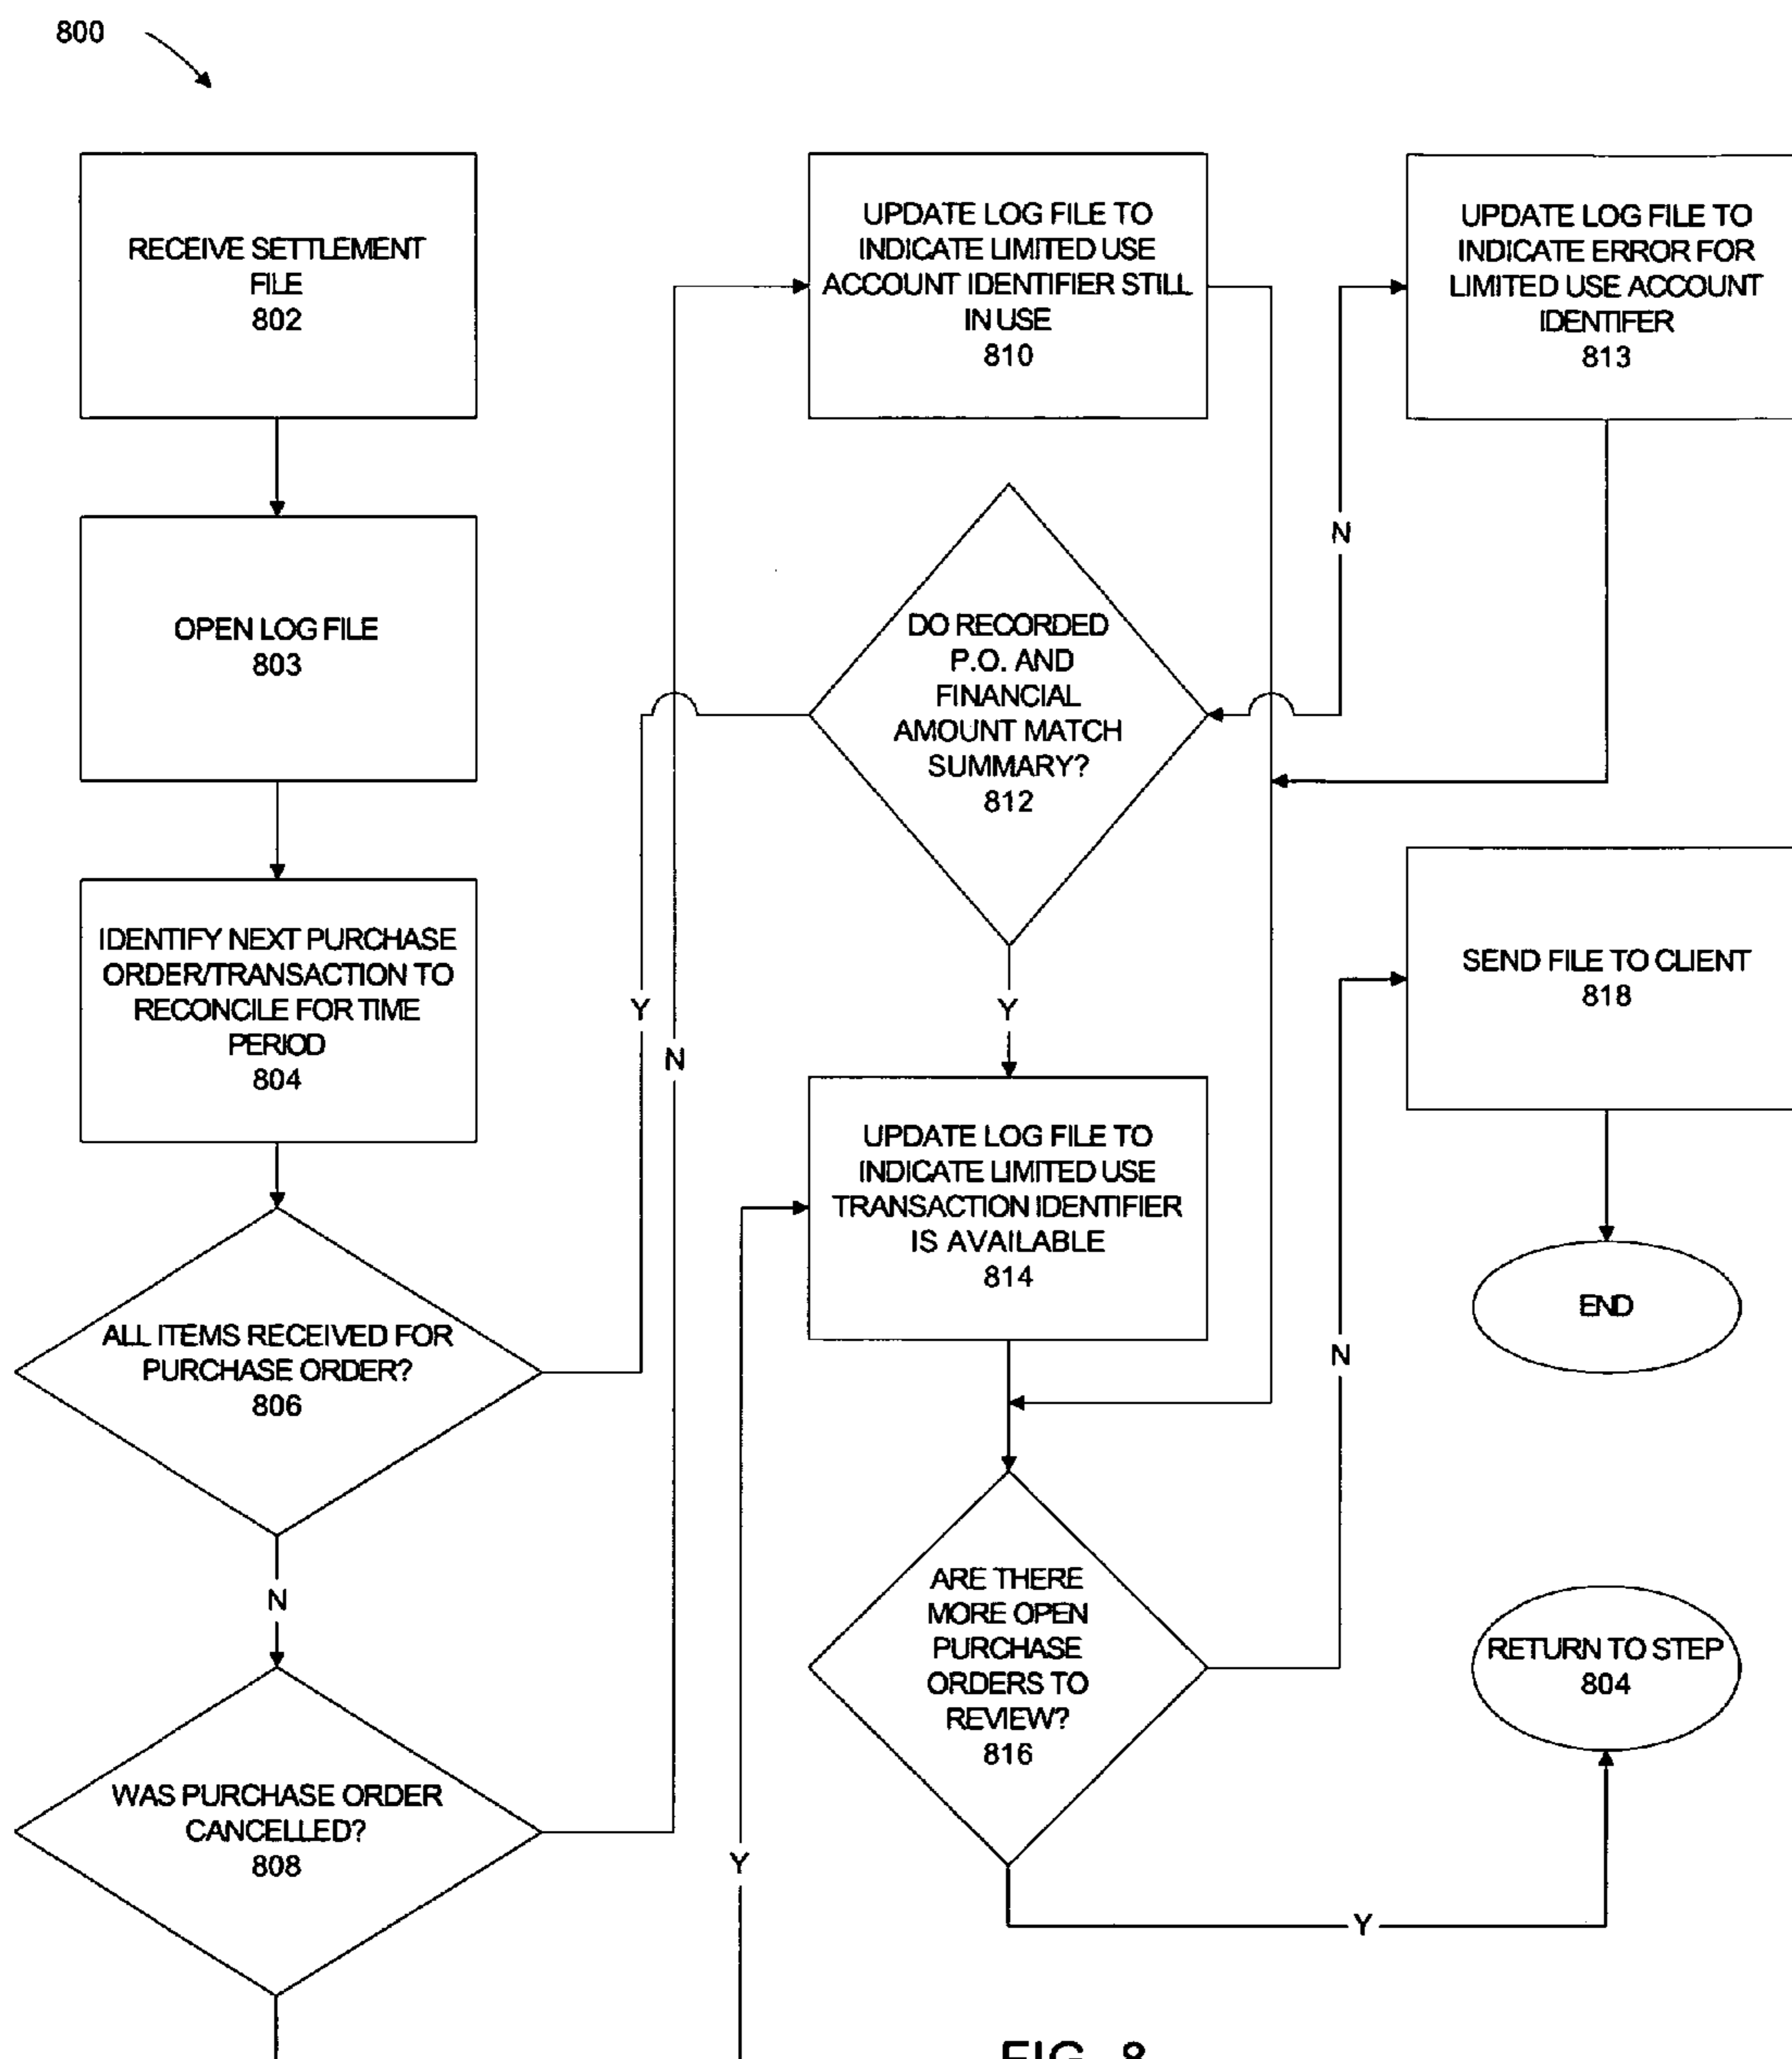 800
RECEIVE SETTLEMENT
FILE
802
OPEN LOG FILE
803
IDENTIFY NEXT PURCHASE
ORDER/TRANSACTION TO
RECONCILE FOR TIME
PERIOD
804
ALL ITEMS RECEIVED FOR
PURCHASE ORDER?
806
N
WAS PURCHASE ORDER
CANCELLED?
808
Y
N
Y
UPDATE LOG FILE TO
INDICATE LIMITED USE
ACCOUNT IDENTIFIER STILL
IN USE
810
DO RECORDED
P.O. AND
FINANCIAL
AMOUNT MATCH
SUMMARY?
812
Y
UPDATE LOG FILE TO
INDICATE LIMITED USE
TRANSACTION IDENTIFIER
IS AVAILABLE
814
ARE THERE
MORE OPEN
PURCHASE
ORDERS TO
REVIEW?
816
N
N
Y
UPDATE LOG FILE TO
INDICATE ERROR FOR
LIMITED USE ACCOUNT
IDENTIFER
813
SEND FILE TO CLIENT
818
END
RETURN TO STEP
804
FIG. 8